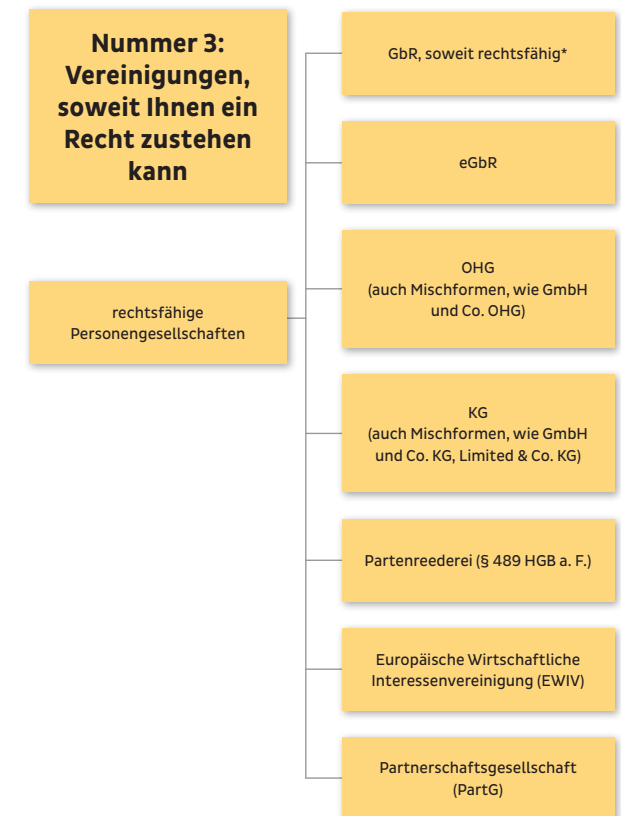 Nummer 3:
Vereinigungen,
soweit Ihnen ein
Recht zustehen
kann
rechtsfähige
Personengesellschaften
GbR, soweit rechtsfähig*
eGbR
OHG
(auch Mischformen, wie GmbH
und Co. OHG)
KG
(auch Mischformen, wie GmbH
und Co. KG, Limited & Co. KG)
Partenreederei (§ 489 HGB a. F.)
Europäische Wirtschaftliche
Interessenvereinigung (EWIV)
Partnerschaftsgesellschaft
(PartG)